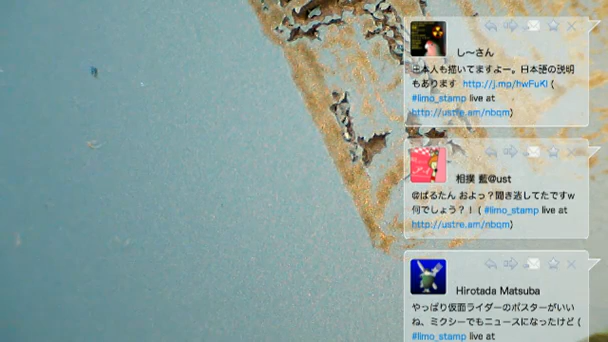 し〜さん
日本人も描いてますよー。日本語の説明
もあります http://j.mp/hwFuKl (
#limo_stamp live at
http://ustre.am/nbqm)
相撲 藍@ust
@ぱるたん およっ？聞き逃してたですw
何でしょう？！ ( #limo_stamp live at
http://ustre.am/nbqm)
Hirotada Matsuba
やっぱり仮面ライダーのポスターがいい
ね、ミクシーでもニュースになったけど (
#limo_stamp live at